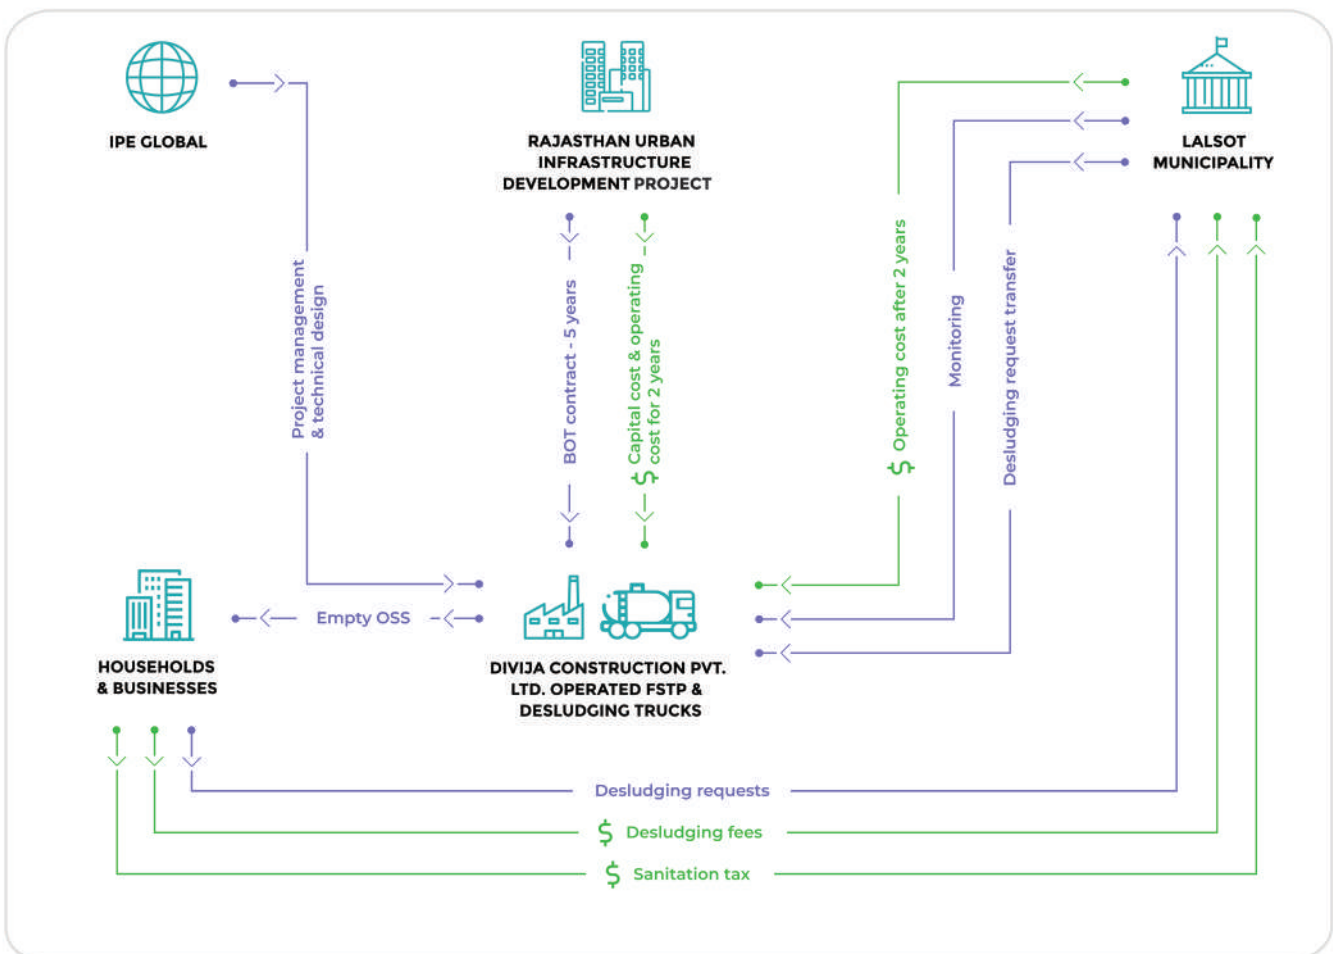 IPE GLOBAL
RAJASTHAN URBAN
INFRASTRUCTURE
DEVELOPMENT PROJECT
LALSOT
MUNICIPALITY
Project management
& technical design
BOT contract - 5 years
$ Capital cost & operating
cost for 2 years
$ Operating cost after 2 years
Monitoring
Desludging request transfer
Empty OSS
HOUSEHOLDS
& BUSINESSES
DIVIJA CONSTRUCTION PVT.
LTD. OPERATED FSTP &
DESLUDGING TRUCKS
Desludging requests
$ Desludging fees
$ Sanitation tax